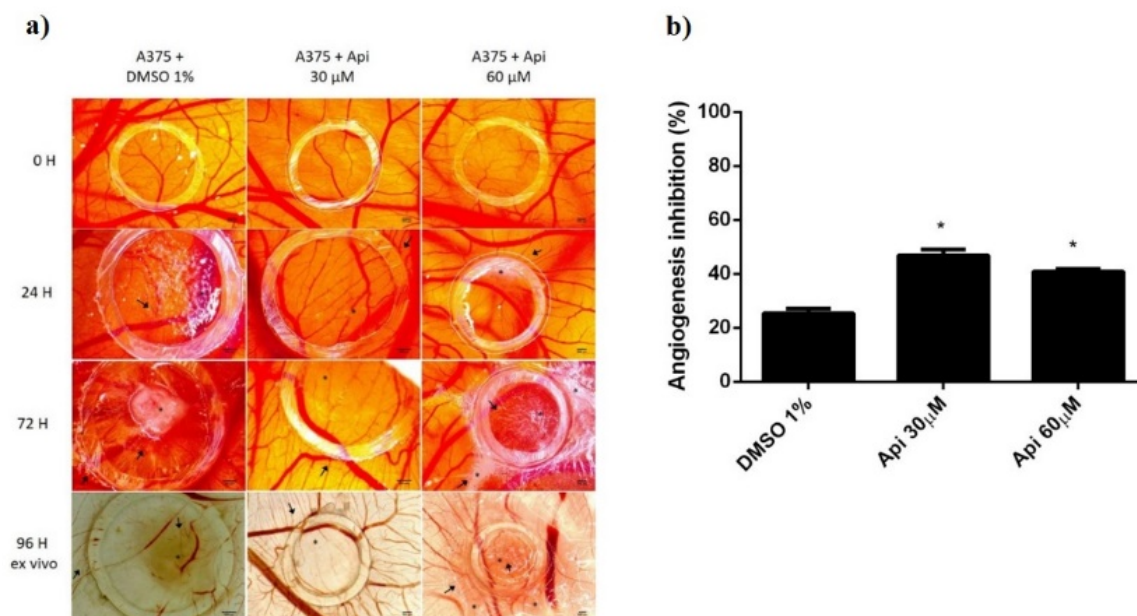 a)
A375 +
DMSO 1%
A375 + Api
30 µM
A375 + Api
60 µM
0 H
24 H
72 H
96 H
ex vivo
b)
Angiogenesis inhibition (%)
100
80
60
40
20
0
*
*
DMSO 1%
Api 30µM
Api 60µM